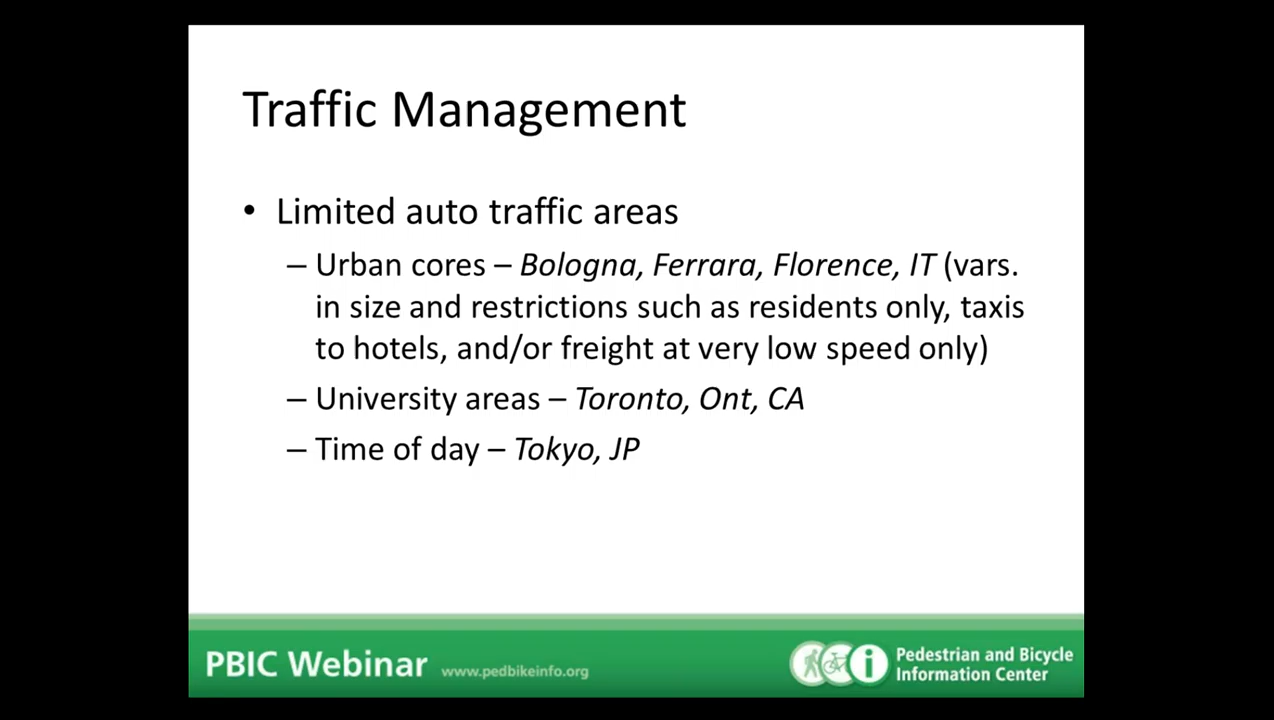 Traffic Management
• Limited auto traffic areas
– Urban cores – Bologna, Ferrara, Florence, IT (vars.
in size and restrictions such as residents only, taxis
to hotels, and/or freight at very low speed only)
– University areas – Toronto, Ont, CA
– Time of day – Tokyo, JP
PBIC Webinar www.pedbikeinfo.org
i
Pedestrian and Bicycle
Information Center